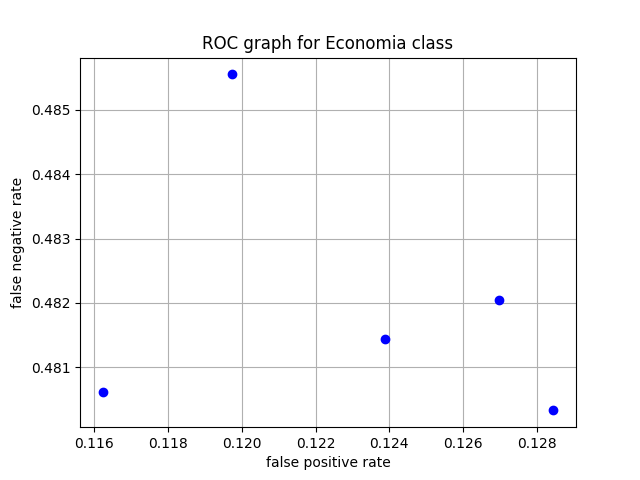 ROC graph for Economia class
0.485
0.484
0.483
0.482
0.481
false negative rate
0.116 0.118 0.120 0.122 0.124 0.126 0.128
false positive rate